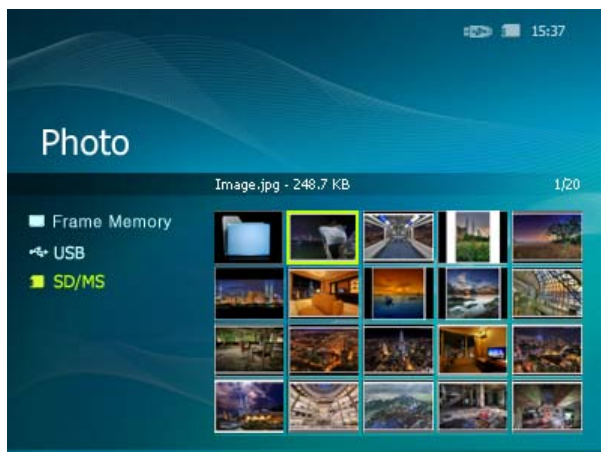 15:37
Photo
Image.jpg - 248.7 KB 1/20
Frame Memory
USB
SD/MS